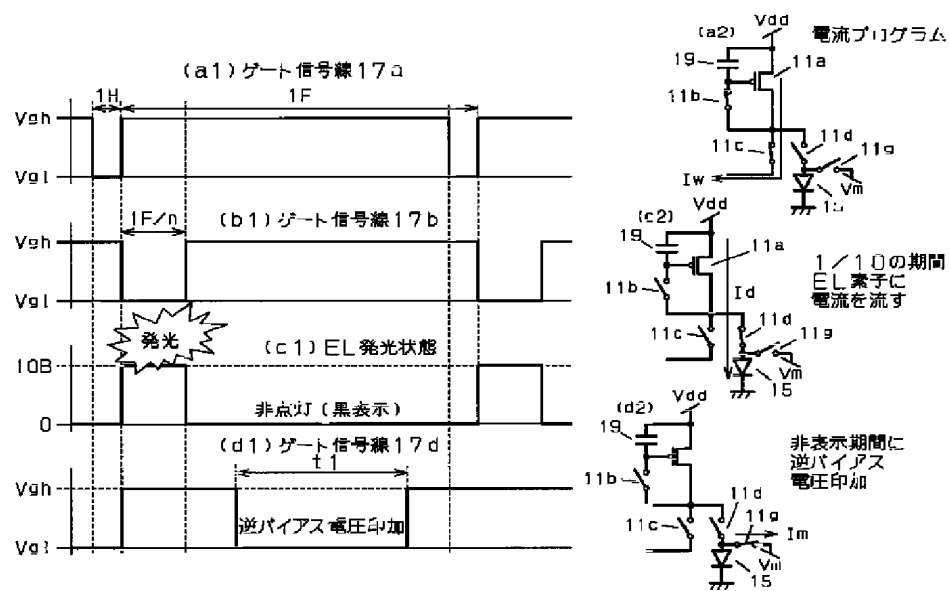 (a1)ゲート信号線17a
1H
1F
Vgh
Vgl
1F/n
(b1)ゲート信号線17b
Vgh
Vgl
発光
(c1)EL発光状態
10B
0
非点灯(黒表示)
(d1)ゲート信号線17d
t1
Vgh
逆バイアス電圧印加
Vgl
(a2)
Vdd
電流プログラム
19
11a
11b
11d
11c
11g
Iw
Vm
15
(c2)
Vdd
19
11a
1/10の期間
EL素子に
電流を流す
11b
Id
11c
11d
11g
Vm
15
(d2)
Vdd
19
非表示期間に
逆バイアス
電圧印加
11b
11d
11c
11g
Im
Vm
15